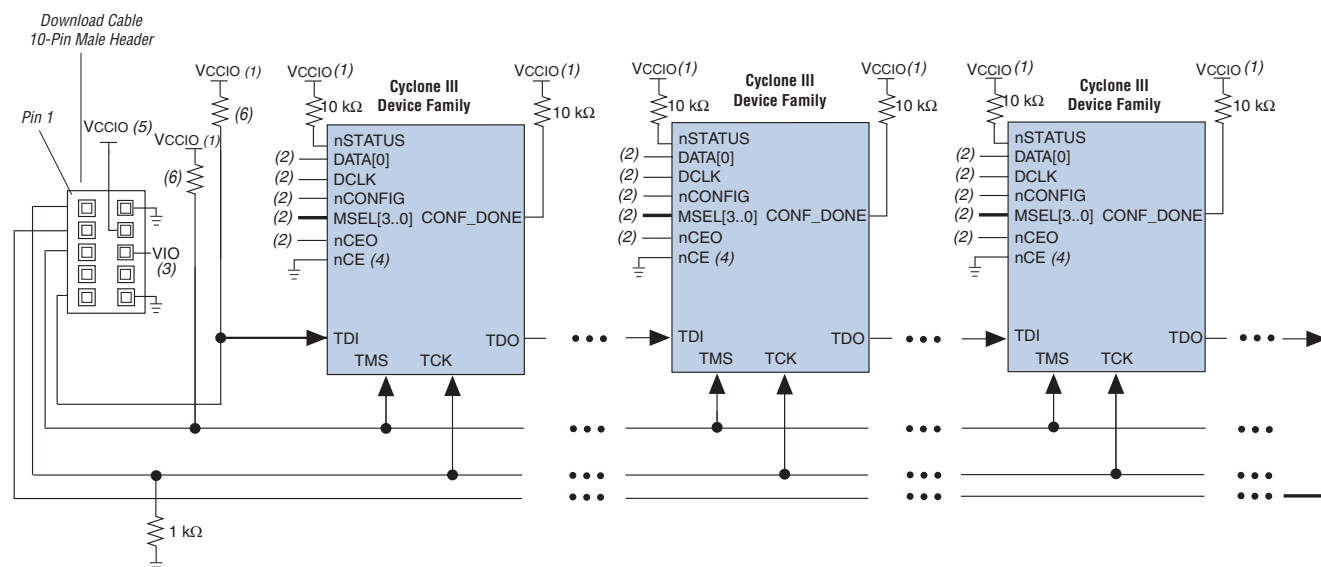 Download Cable
10-Pin Male Header
Pin 1
VCCIO (5)
VCCIO (1)
(6)
VCCIO (1)
(6)
VIO
(3)
1 kΩ
VCCIO (1)
10 kΩ
Cyclone III
Device Family
VCCIO (1)
10 kΩ
nSTATUS
(2) DATA[0]
(2) DCLK
(2) nCONFIG
(2) MSEL[3..0] CONF_DONE
(2) nCEO
nCE (4)
TDI TDO
TMS TCK
VCCIO (1)
10 kΩ
Cyclone III
Device Family
VCCIO (1)
10 kΩ
nSTATUS
(2) DATA[0]
(2) DCLK
(2) nCONFIG
(2) MSEL[3..0] CONF_DONE
(2) nCEO
nCE (4)
TDI TDO
TMS TCK
VCCIO (1)
10 kΩ
Cyclone III
Device Family
VCCIO (1)
10 kΩ
nSTATUS
(2) DATA[0]
(2) DCLK
(2) nCONFIG
(2) MSEL[3..0] CONF_DONE
(2) nCEO
nCE (4)
TDI TDO
TMS TCK